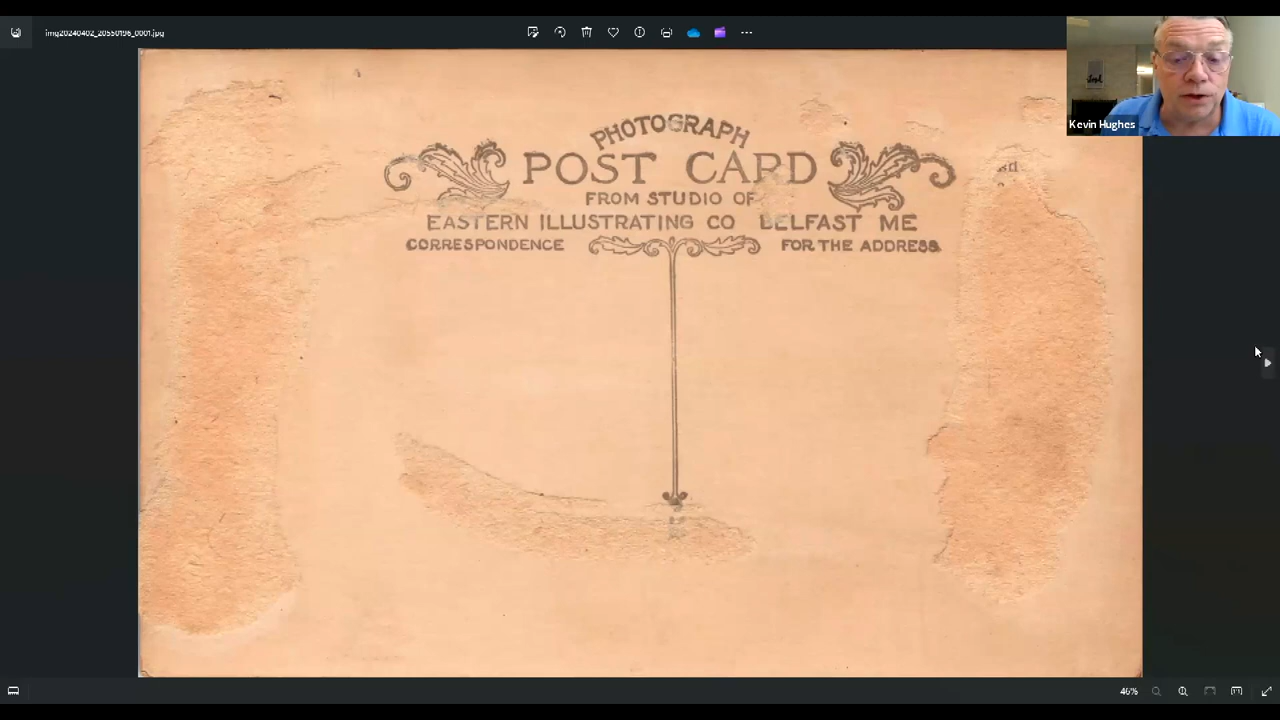 img20240402_20550196_0001.jpg
Kevin Hughes
PHOTOGRAPH
POST CARD
FROM STUDIO OF
EASTERN ILLUSTRATING CO BELFAST ME
CORRESPONDENCE FOR THE ADDRESS
46%